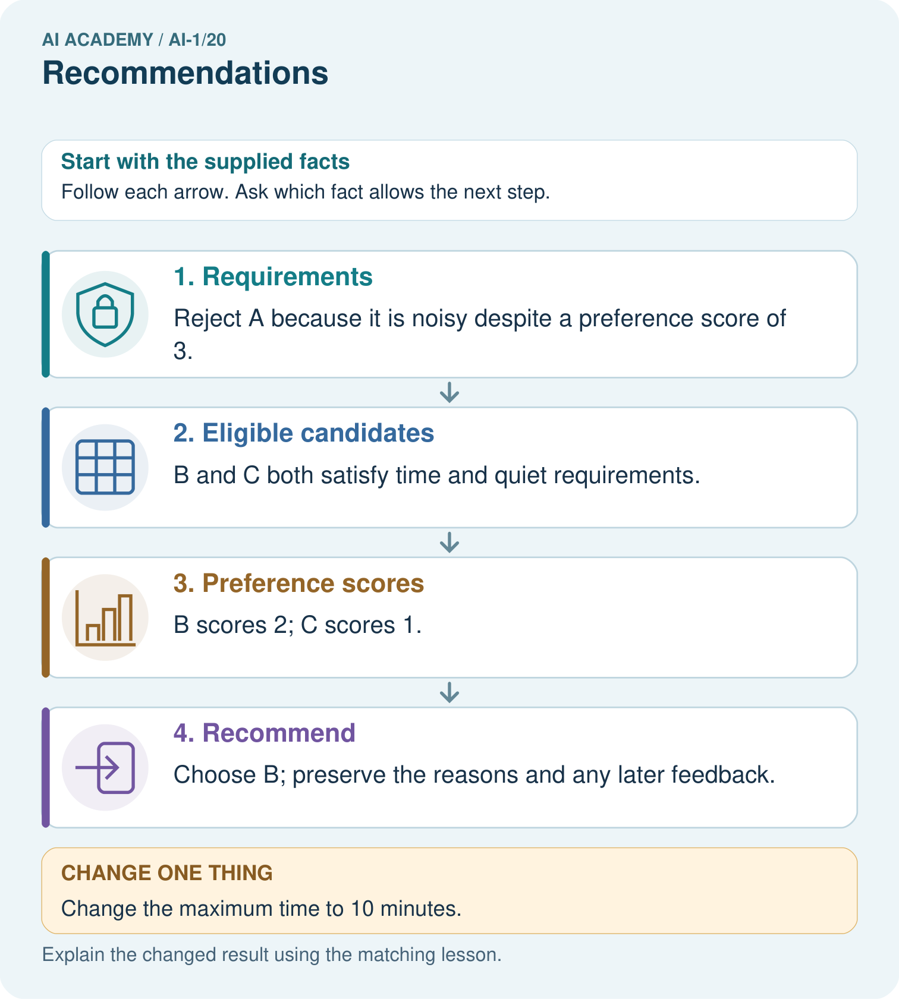 AI ACADEMY / AI-1/20
Recommendations
Start with the supplied facts
Follow each arrow. Ask which fact allows the next step.
1. Requirements
Reject A because it is noisy despite a preference score of
3.
2. Eligible candidates
B and C both satisfy time and quiet requirements.
3. Preference scores
B scores 2; C scores 1.
4. Recommend
Choose B; preserve the reasons and any later feedback.
CHANGE ONE THING
Change the maximum time to 10 minutes.
Explain the changed result using the matching lesson.